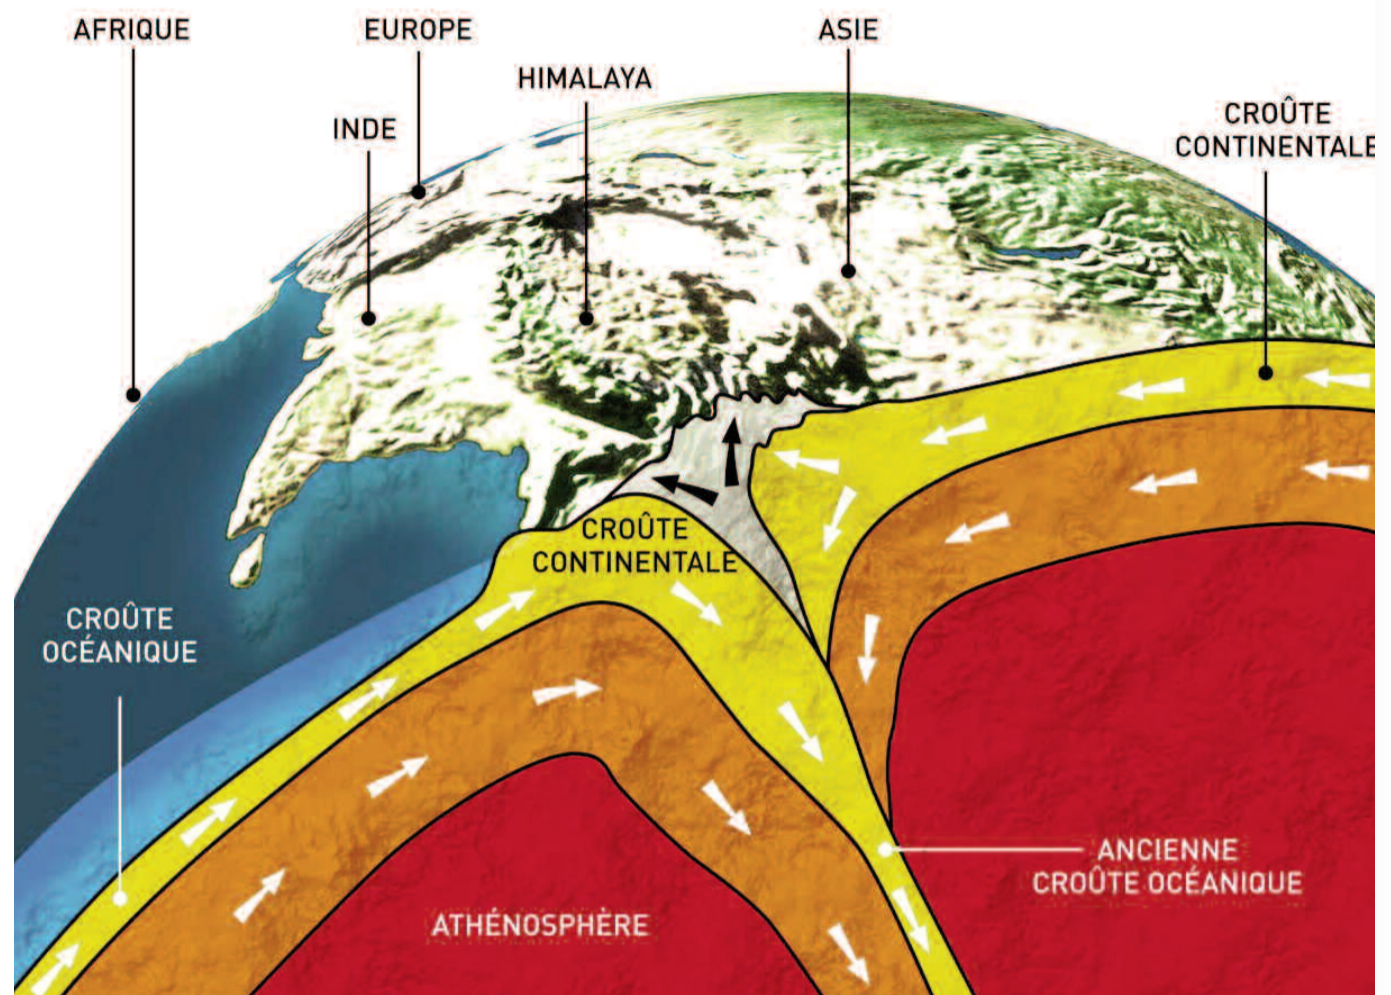 AFRIQUE
EUROPE
ASIE
HIMALAYA
INDE
CROÛTE
CONTINENTALE
CROÛTE
CONTINENTALE
CROÛTE
OCÉANIQUE
ANCIENNE
CROÛTE OCÉANIQUE
ATHÉNOSPHÈRE